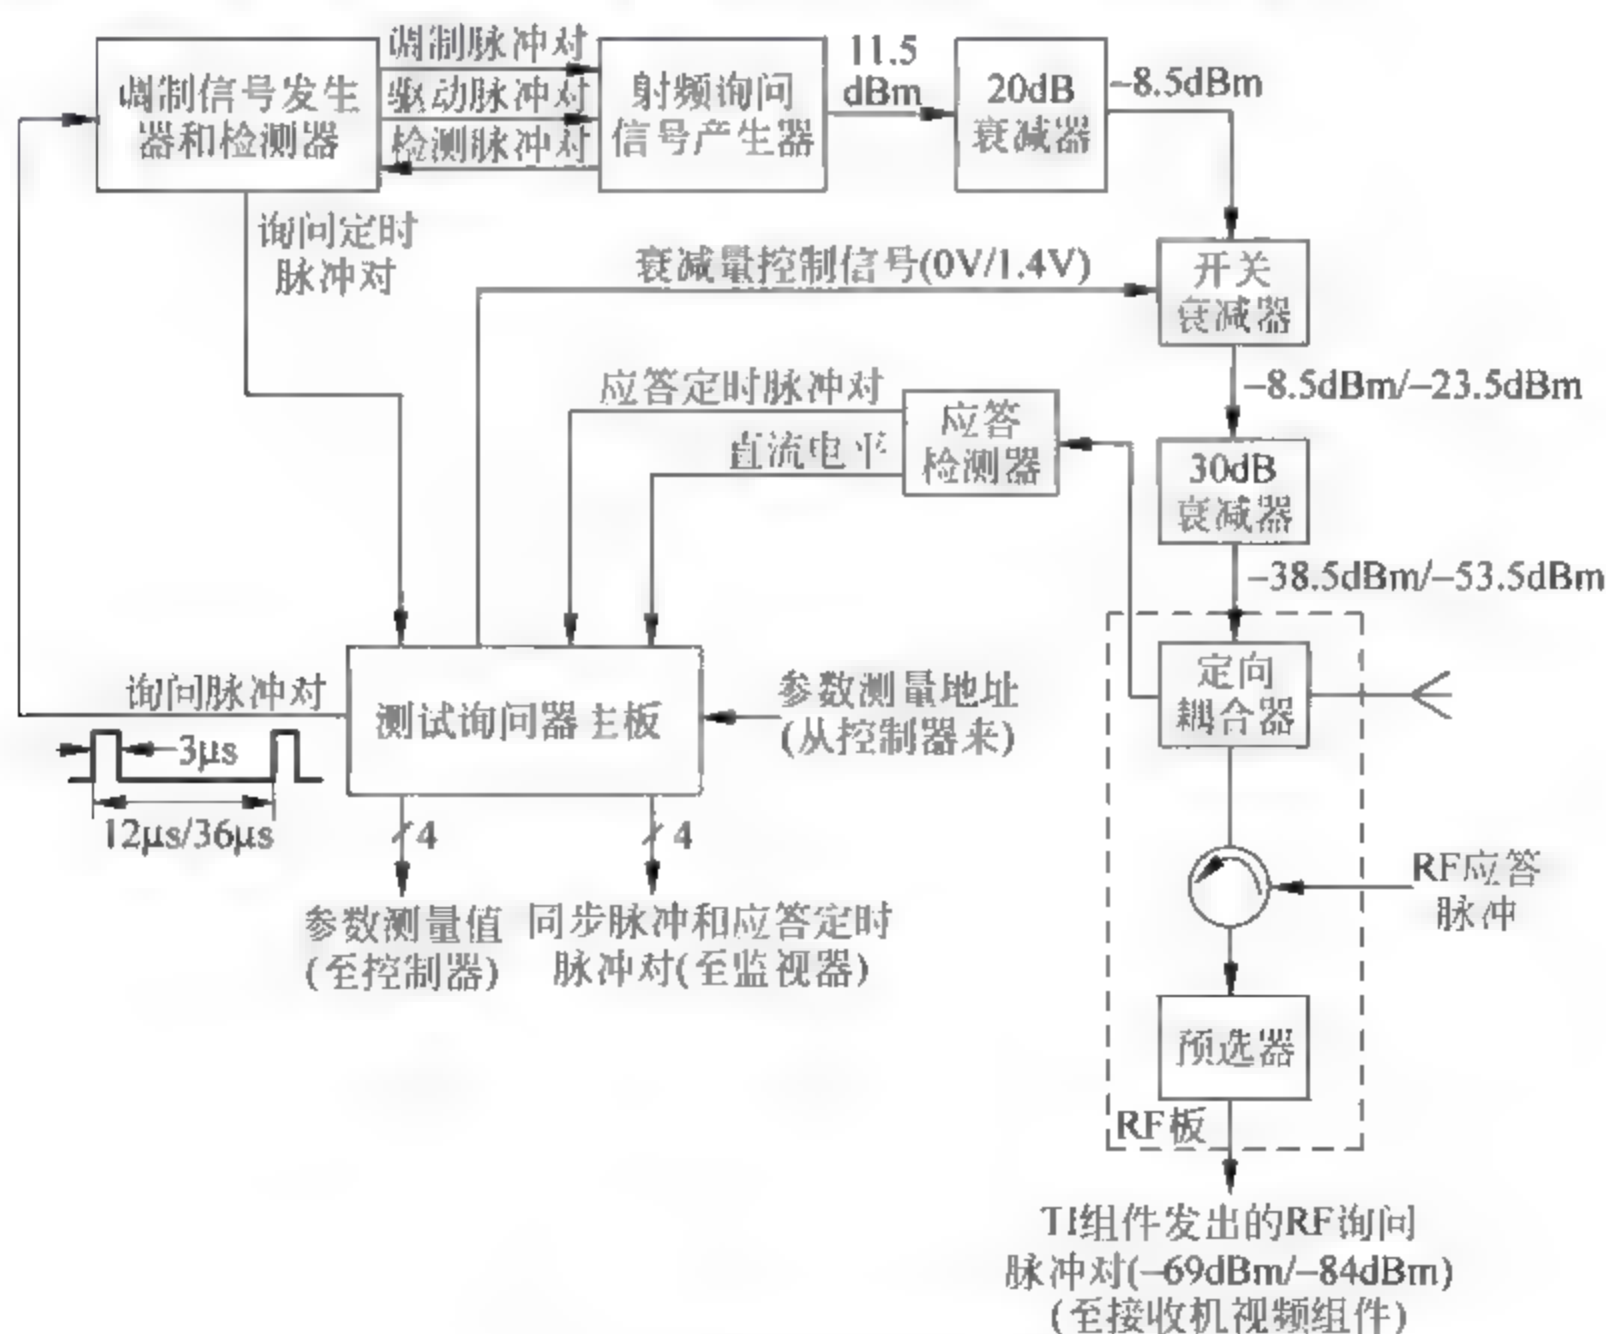 调制信号发生
器和检测器
调制脉冲对
驱动脉冲对
检测脉冲对
射频询问
信号产生器
11.5
dBm
20dB
衰减器
-8.5dBm
询问定时
脉冲对
衰减量控制信号(0V/1.4V)
开关
衰减器
-8.5dBm/-23.5dBm
应答定时脉冲对
直流电平
应答
检测器
30dB
衰减器
-38.5dBm/-53.5dBm
询问脉冲对
3μs
12μs/36μs
测试询问器主板
参数测量地址
(从控制器来)
定向
耦合器
4
4
参数测量值
(至控制器)
同步脉冲和应答定时
脉冲对(至监视器)
RF应答
脉冲
预选器
RF板
TI组件发出的RF询问
脉冲对(-69dBm/-84dBm)
(至接收机视频组件)